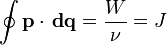 ∮ p · dq = W/ν = J